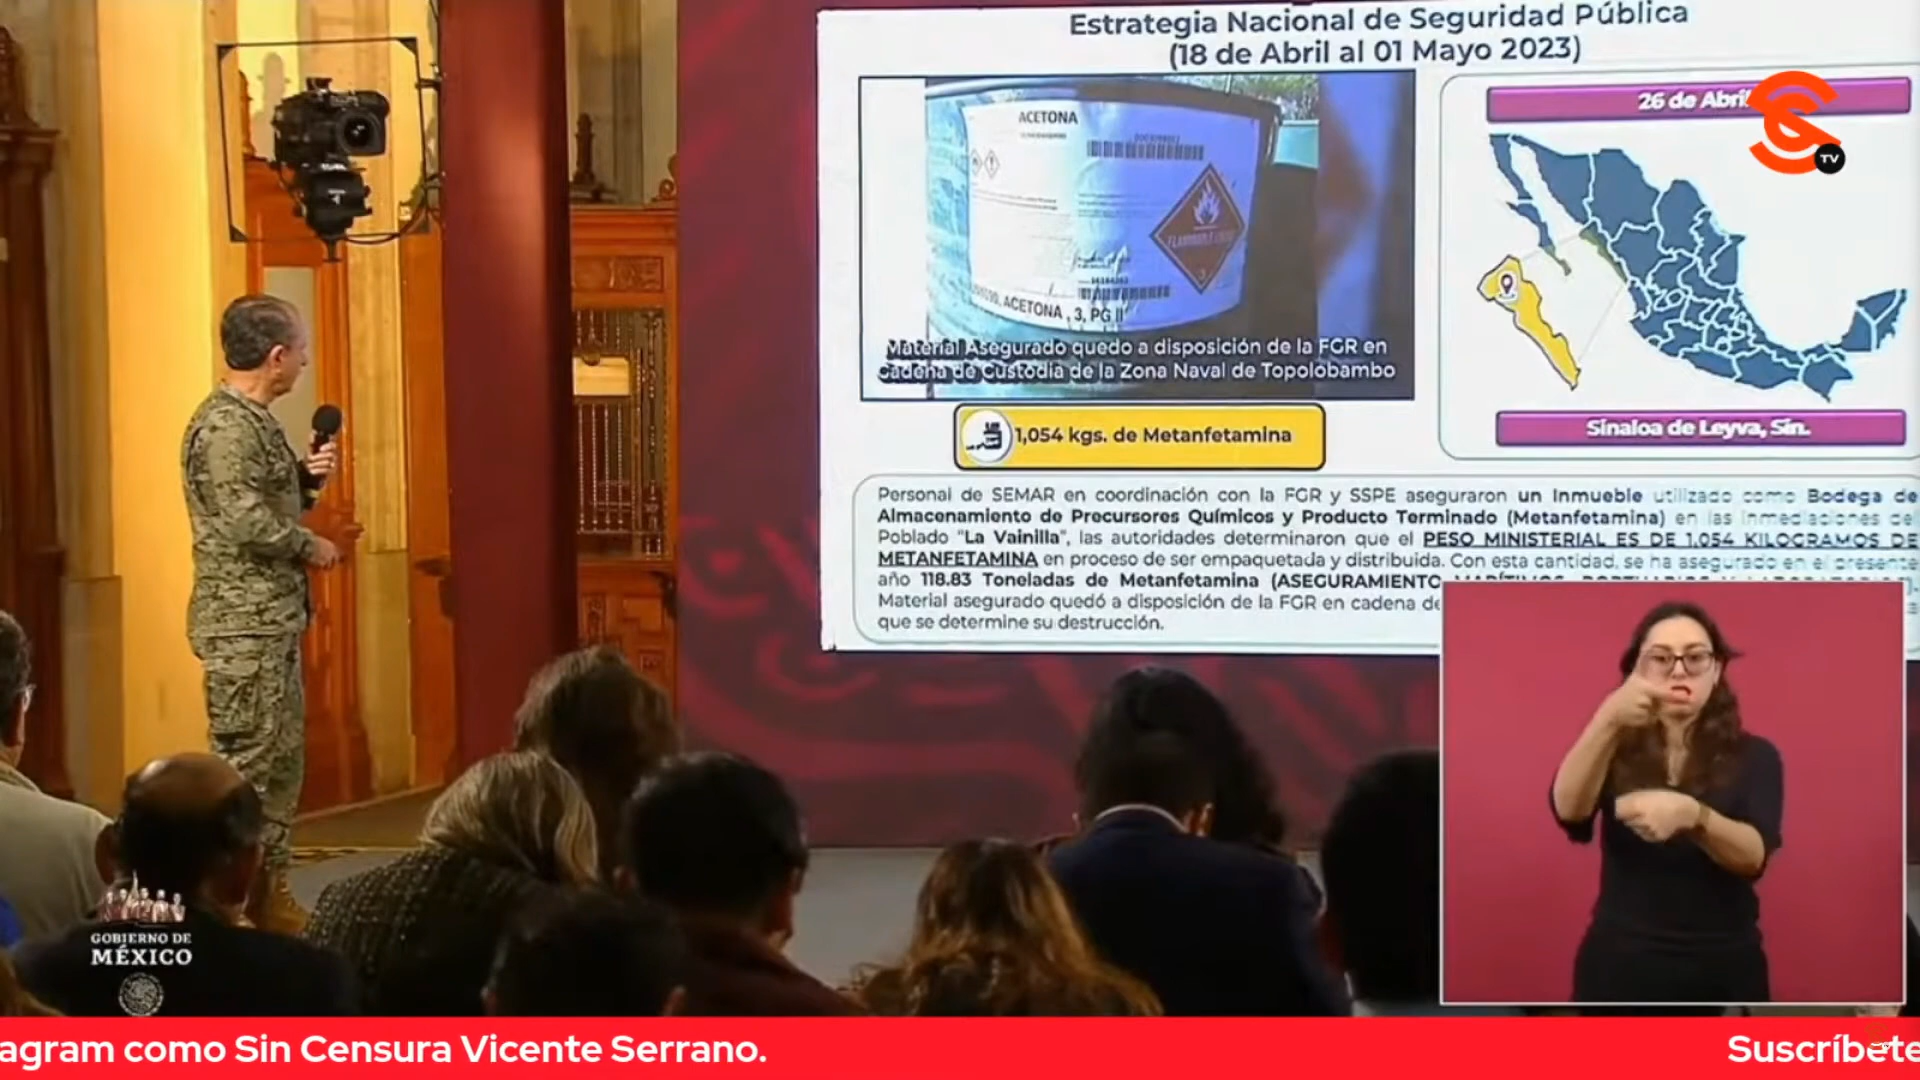 Estrategia Nacional de Seguridad Pública
(18 de Abril al 01 Mayo 2023)
ACETONA
FLAMMABLE LIQUID
3
ACETONA , 3, PG II
Material Asegurado quedo a disposición de la FGR en
Cadena de Custodia de la Zona Naval de Topolobambo
1,054 kgs. de Metanfetamina
26 de Abril
TV
Sinaloa de Leyva, Sin.
Personal de SEMAR en coordinación con la FGR y SSPE aseguraron un Inmueble utilizado como Bodega de
Almacenamiento de Precursores Químicos y Producto Terminado (Metanfetamina) en las inmediaciones del
Poblado "La Vainilla", las autoridades determinaron que el PESO MINISTERIAL ES DE 1,054 KILOGRAMOS DE
METANFETAMINA en proceso de ser empaquetada y distribuida. Con esta cantidad, se ha asegurado en el presente
año 118.83 Toneladas de Metanfetamina (ASEGURAMIENTO
Material asegurado quedó a disposición de la FGR en cadena de
que se determine su destrucción.
GOBIERNO DE
MÉXICO
agram como Sin Censura Vicente Serrano.
Suscríbete